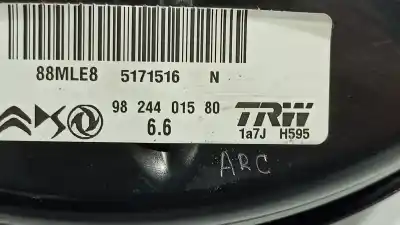 88MLE8 5171516 N
98 244 015 80
6.6
TRW
1a7J H595
ARC